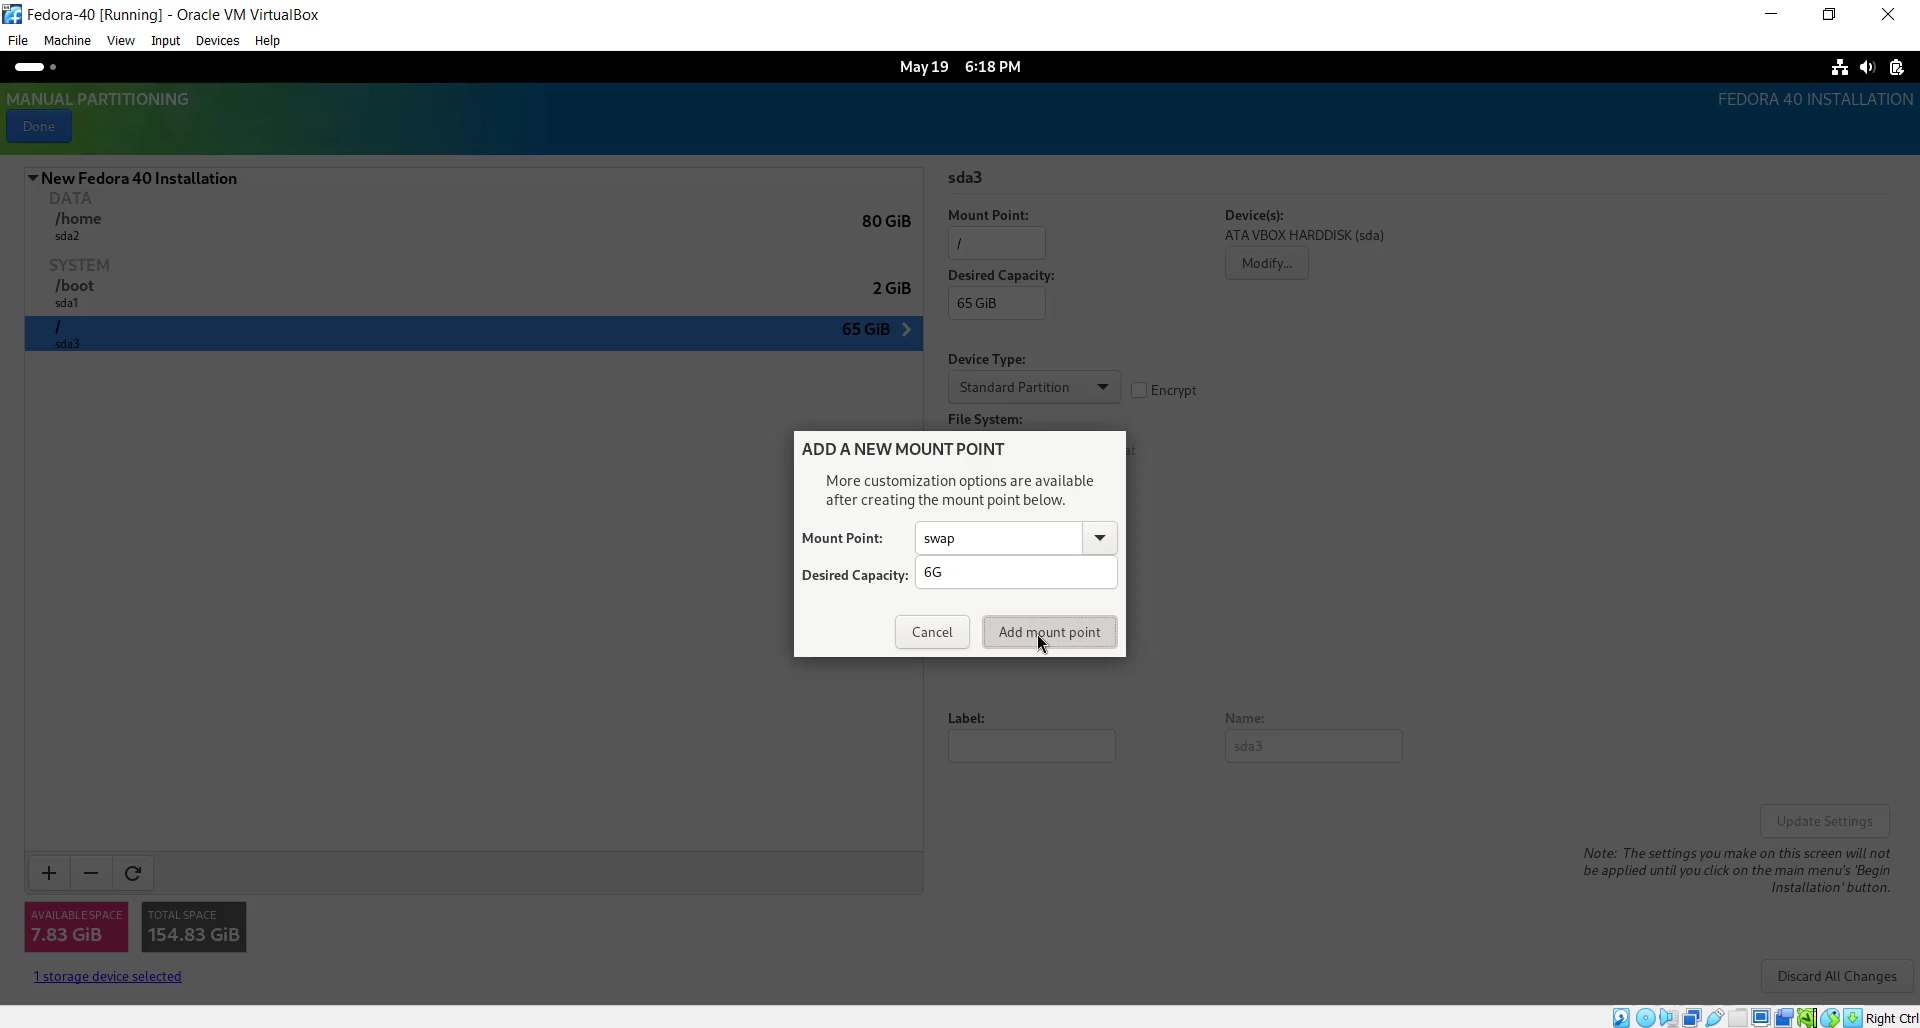 Fedora-40 [Running] - Oracle VM VirtualBox
File Machine View Input Devices Help
May 19 6:18 PM
MANUAL PARTITIONING
FEDORA 40 INSTALLATION
Done
New Fedora 40 Installation
DATA
/home
80 GiB
sda2
SYSTEM
/boot
2 GiB
sda1
/
65 GiB
sda3
sda3
Mount Point:
Device(s):
/
ATA VBOX HARDDISK (sda)
Modify...
Desired Capacity:
65 GiB
Device Type:
Standard Partition
Encrypt
File System:
ADD A NEW MOUNT POINT
More customization options are available
after creating the mount point below.
Mount Point:
swap
Desired Capacity:
6G
Cancel
Add mount point
Label:
Name:
sda3
Update Settings
Note: The settings you make on this screen will not
be applied until you click on the main menu's 'Begin
Installation' button.
AVAILABLE SPACE
7.83 GiB
TOTAL SPACE
154.83 GiB
1 storage device selected
Discard All Changes
Right Ctrl